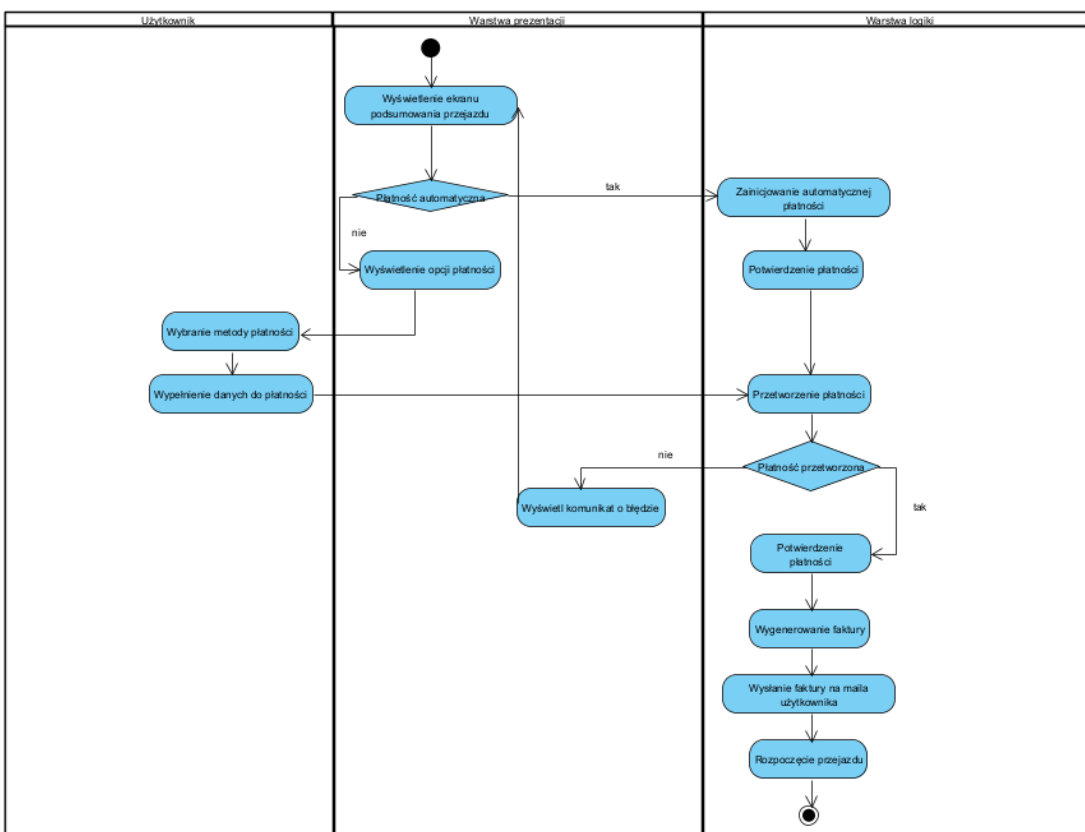 Użytkownik
Warstwa prezentacji
Warstwa logiki
Wyświetlenie ekranu
podsumowania przejazdu
Płatność automatyczna
tak
Zainicjowanie automatycznej
płatności
nie
Wyświetlenie opcji płatności
Potwierdzenie płatności
Wybranie metody płatności
Wypełnienie danych do płatności
Przetworzenie płatności
nie
Płatność przetworzona
Wyświetl komunikat o błędzie
tak
Potwierdzenie
płatności
Wygenerowanie faktury
Wysłanie faktury na maila
użytkownika
Rozpoczęcie przejazdu